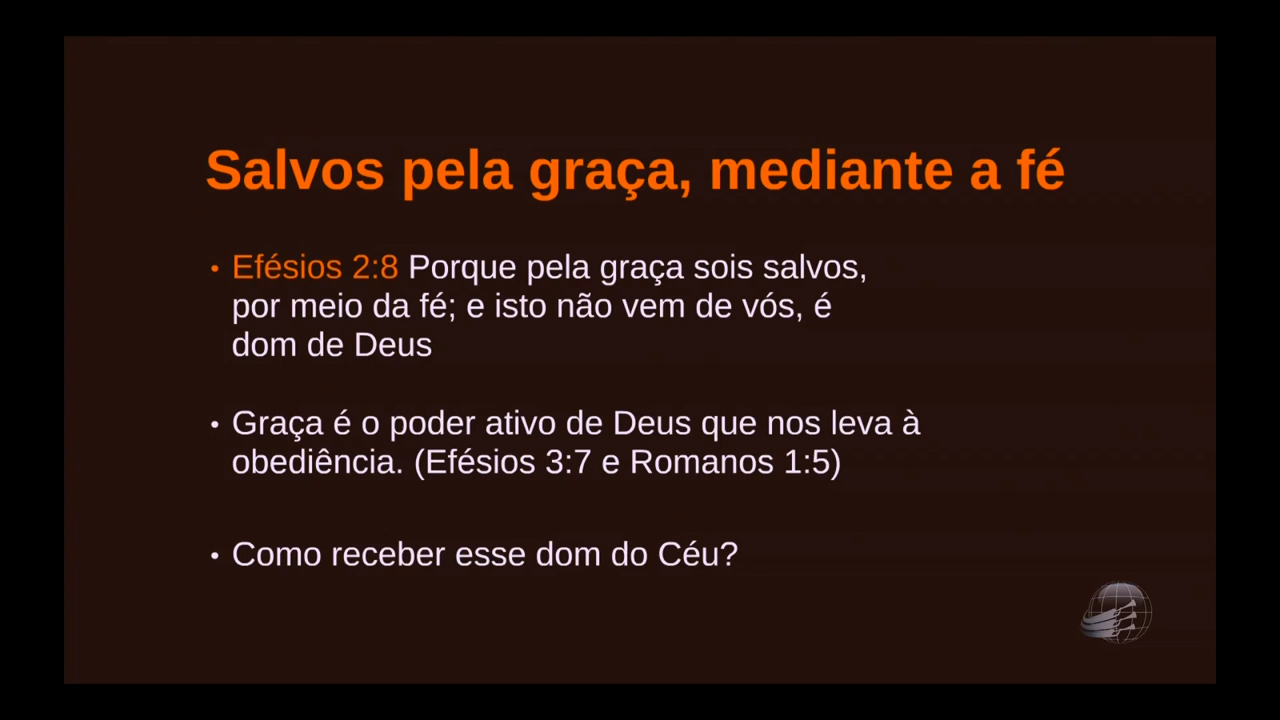 Salvos pela graça, mediante a fé
• Efésios 2:8 Porque pela graça sois salvos,
por meio da fé; e isto não vem de vós, é
dom de Deus
• Graça é o poder ativo de Deus que nos leva à
obediência. (Efésios 3:7 e Romanos 1:5)
• Como receber esse dom do Céu?